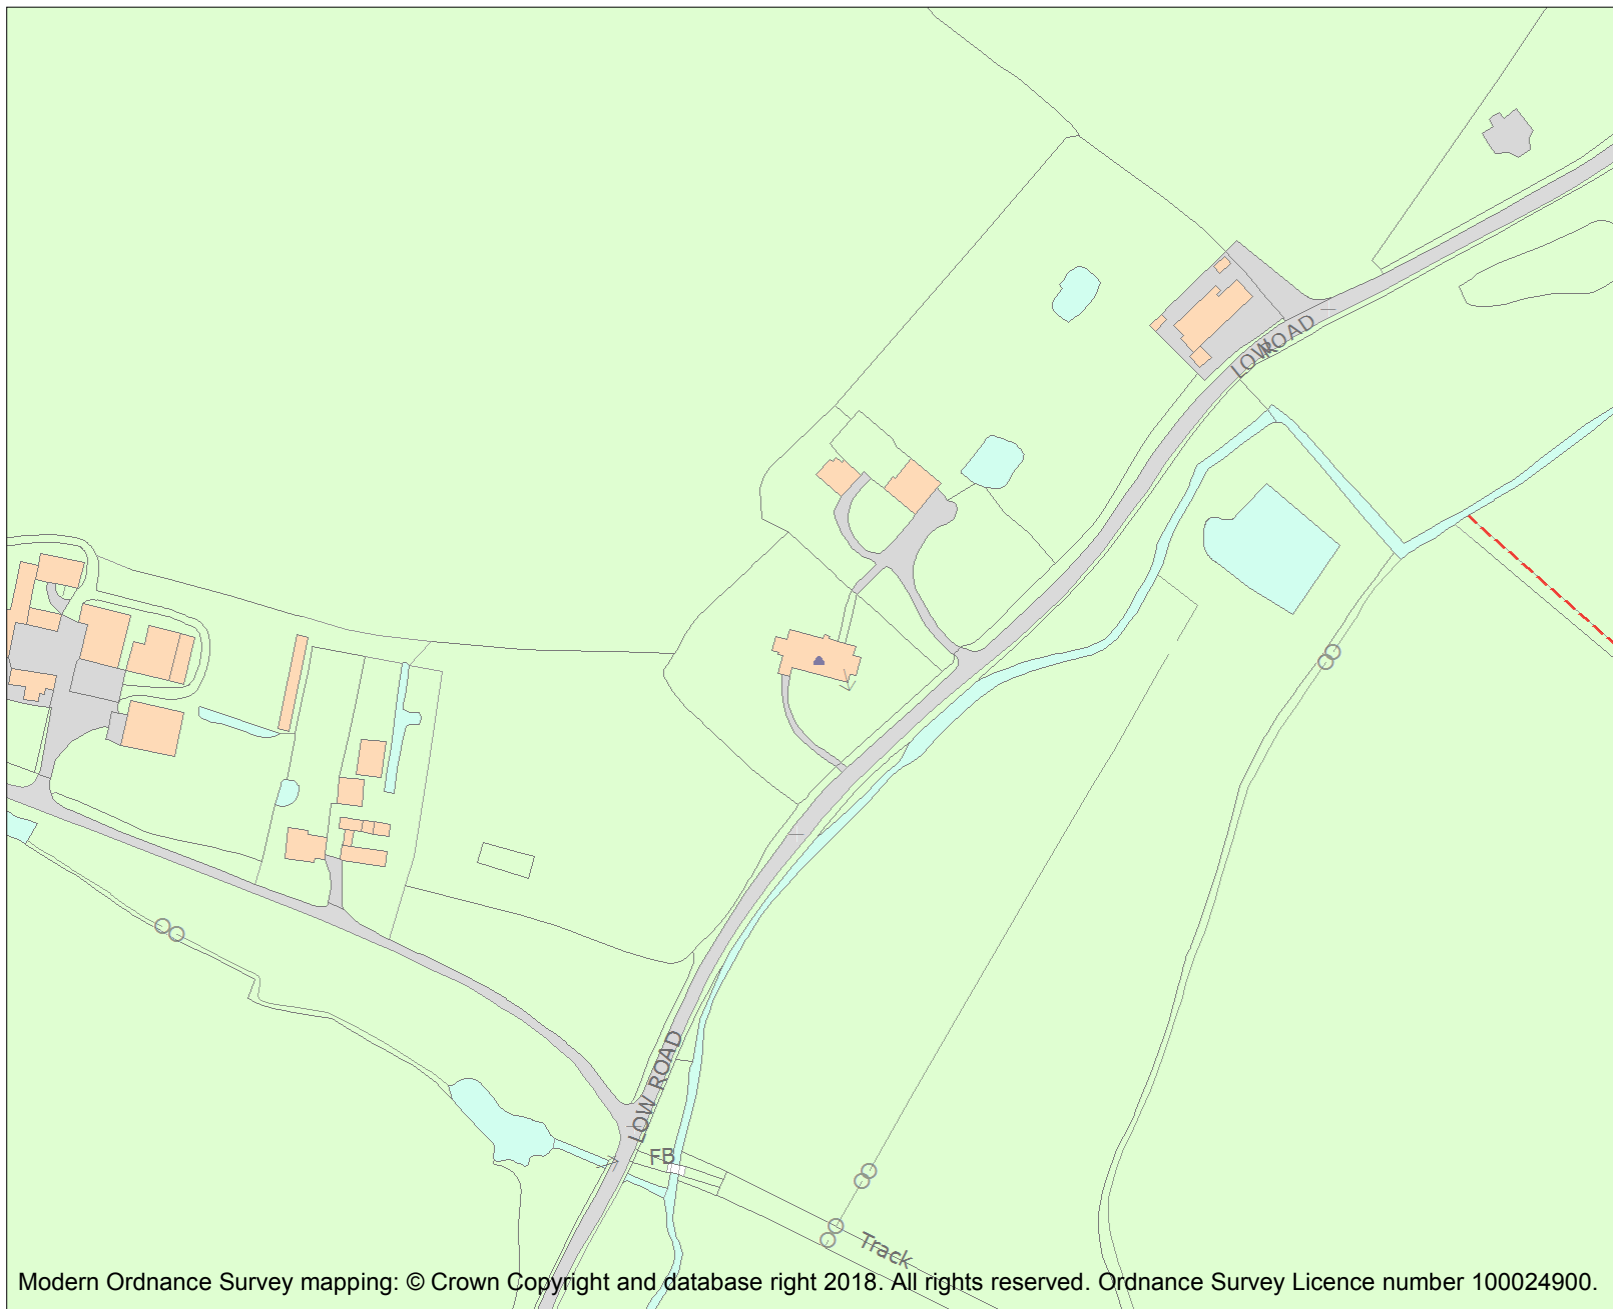 LOW ROAD
LOW ROAD
FB
Track
Modern Ordnance Survey mapping: © Crown Copyright and database right 2018. All rights reserved. Ordnance Survey Licence number 100024900.